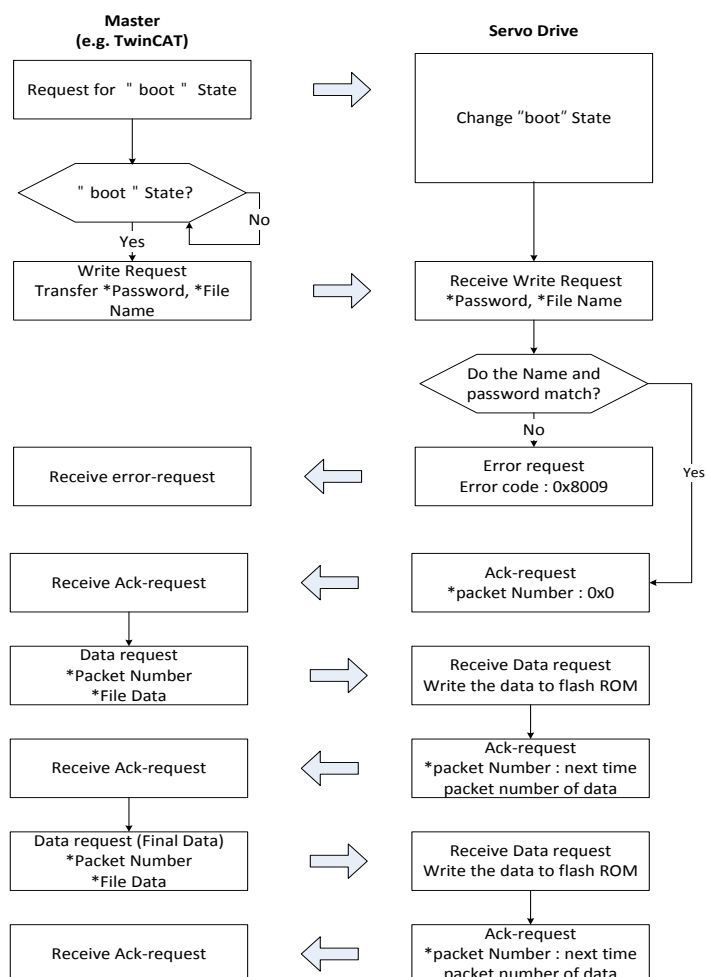 Master
(e.g. TwinCAT)
Servo Drive
Request for " boot " State
Change "boot" State
" boot " State?
No
Yes
Write Request
Transfer *Password, *File
Name
Receive Write Request
*Password, *File Name
Do the Name and
password match?
No
Yes
Receive error-request
Error request
Error code : 0x8009
Receive Ack-request
Ack-request
*packet Number : 0x0
Data request
*Packet Number
*File Data
Receive Data request
Write the data to flash ROM
Receive Ack-request
Ack-request
*packet Number : next time
packet number of data
Data request (Final Data)
*Packet Number
*File Data
Receive Data request
Write the data to flash ROM
Receive Ack-request
Ack-request
*packet Number : next time
packet number of data